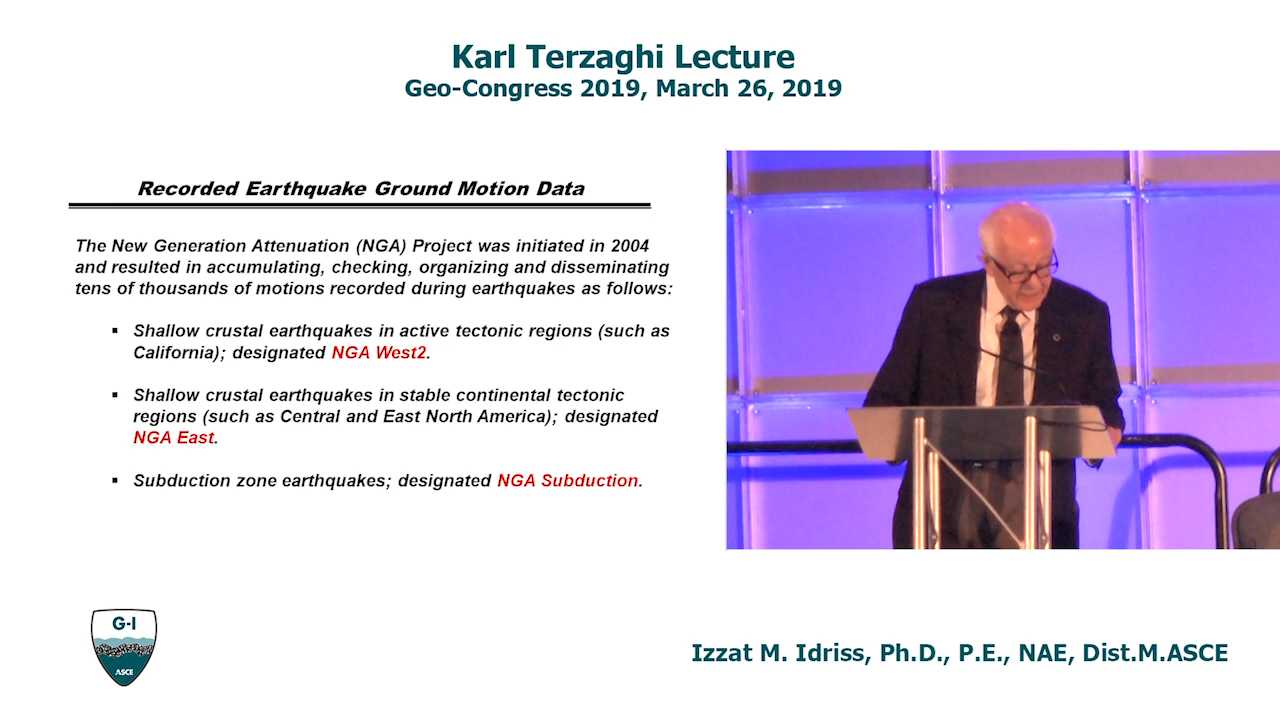 Karl Terzaghi Lecture
Geo-Congress 2019, March 26, 2019
Recorded Earthquake Ground Motion Data
The New Generation Attenuation (NGA) Project was initiated in 2004
and resulted in accumulating, checking, organizing and disseminating
tens of thousands of motions recorded during earthquakes as follows:
▪ Shallow crustal earthquakes in active tectonic regions (such as
California); designated NGA West2.
▪ Shallow crustal earthquakes in stable continental tectonic
regions (such as Central and East North America); designated
NGA East.
▪ Subduction zone earthquakes; designated NGA Subduction.
G-I
ASCE
Izzat M. Idriss, Ph.D., P.E., NAE, Dist.M.ASCE